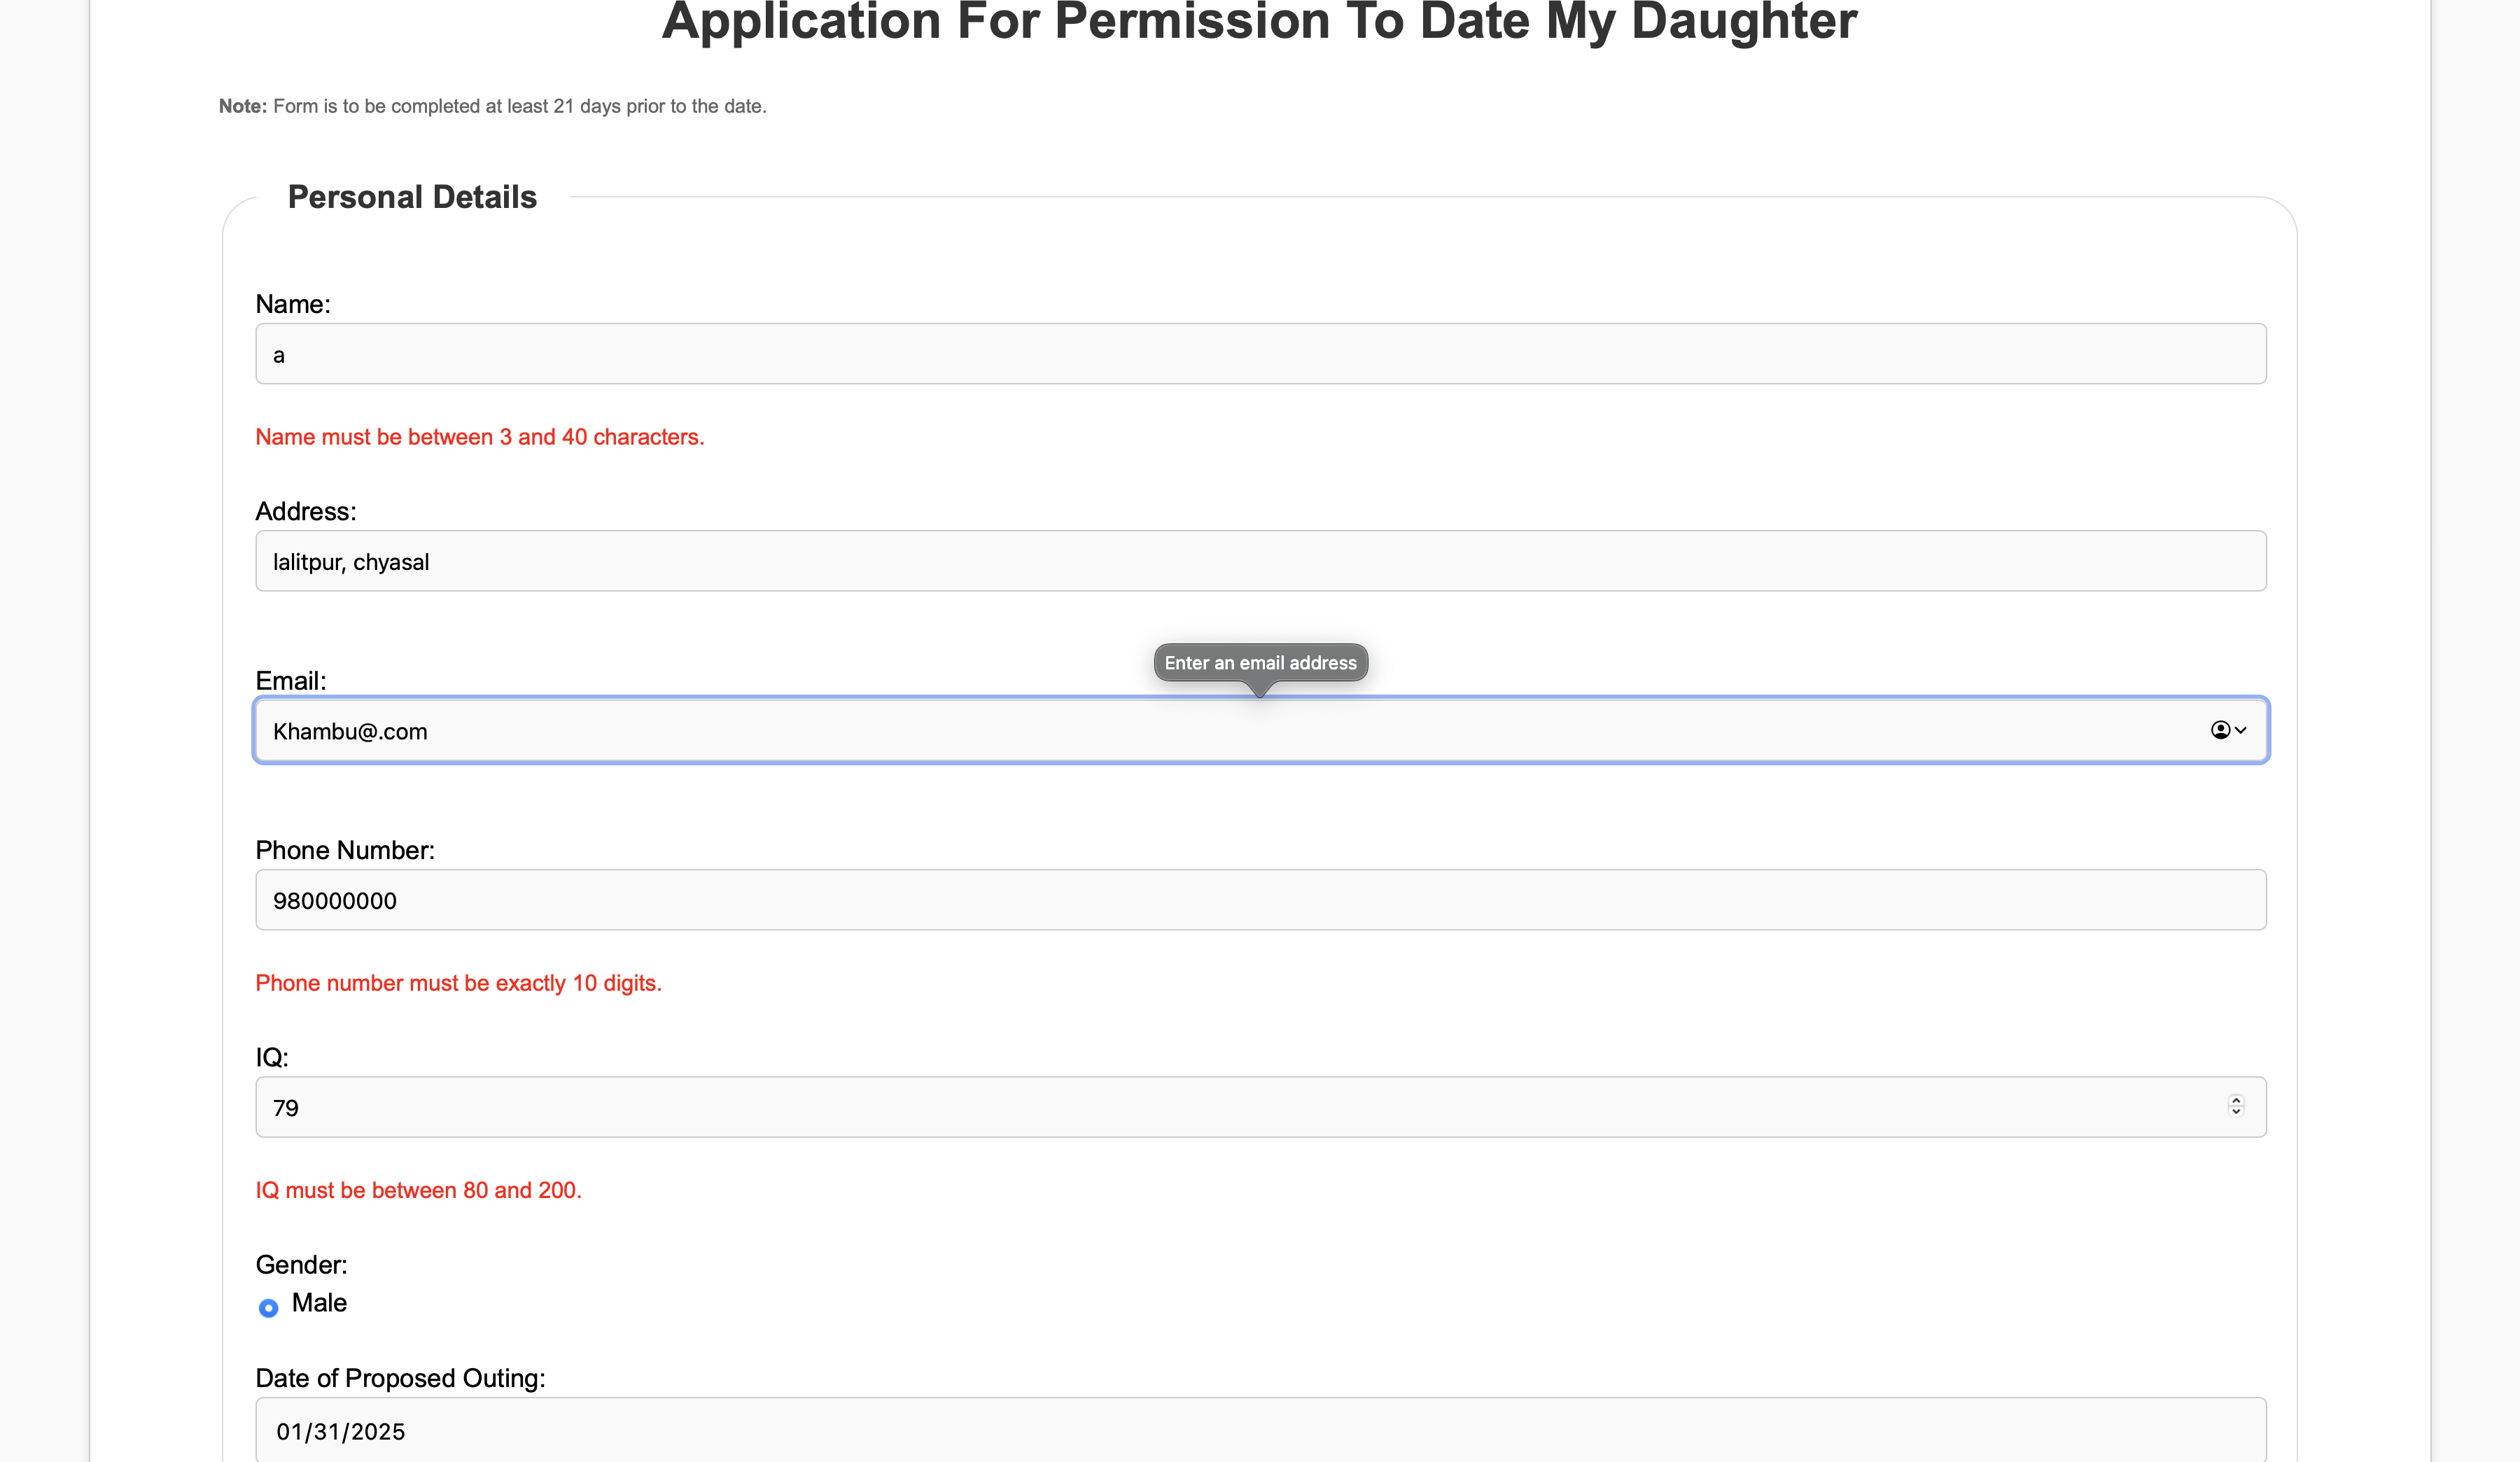 Application For Permission To Date My Daughter
Note: Form is to be completed at least 21 days prior to the date.
Personal Details
Name:
a
Name must be between 3 and 40 characters.
Address:
lalitpur, chyasal
Enter an email address
Email:
Khambu@.com
Phone Number:
980000000
Phone number must be exactly 10 digits.
IQ:
79
IQ must be between 80 and 200.
Gender:
Male
Date of Proposed Outing:
01/31/2025